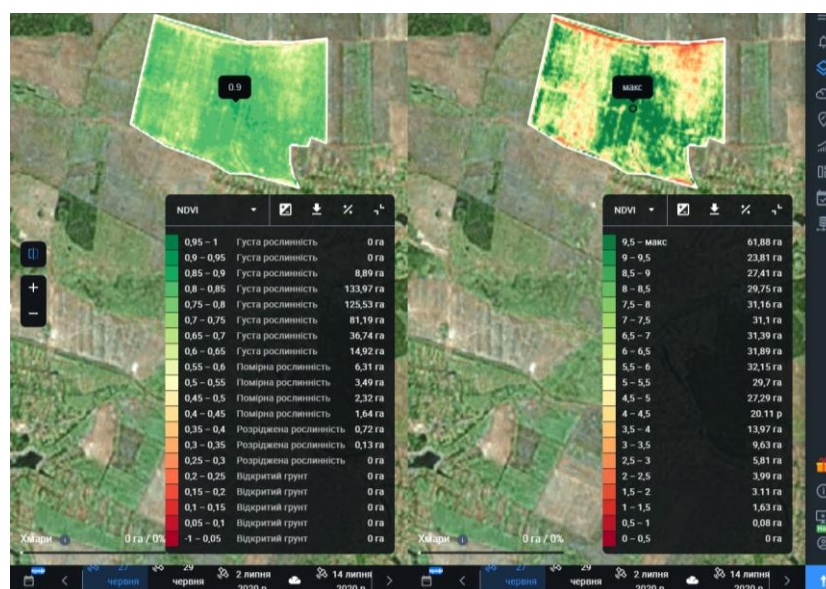 0.9
NDVI
0,95 – 1 Густа рослинність 0 га
0,9 – 0,95 Густа рослинність 0 га
0,85 – 0,9 Густа рослинність 8,89 га
0,8 – 0,85 Густа рослинність 133,97 га
0,75 – 0,8 Густа рослинність 125,53 га
0,7 – 0,75 Густа рослинність 81,19 га
0,65 – 0,7 Густа рослинність 36,74 га
0,6 – 0,65 Густа рослинність 14,92 га
0,55 – 0,6 Помірна рослинність 6,31 га
0,5 – 0,55 Помірна рослинність 3,49 га
0,45 – 0,5 Помірна рослинність 2,32 га
0,4 – 0,45 Помірна рослинність 1,64 га
0,35 – 0,4 Розріджена рослинність 0,72 га
0,3 – 0,35 Розріджена рослинність 0,13 га
0,25 – 0,3 Розріджена рослинність 0 га
0,2 – 0,25 Відкритий грунт 0 га
0,15 – 0,2 Відкритий грунт 0 га
0,1 – 0,15 Відкритий грунт 0 га
0,05 – 0,1 Відкритий грунт 0 га
-1 – 0,05 Відкритий грунт 0 га
Хмари 0 га / 0%
27 червня
29 червня
2 липня 2020 р.
14 липня 2020 р.
макс
NDVI
9,5 – макс 61,88 га
9 – 9,5 23,81 га
8,5 – 9 27,41 га
8 – 8,5 29,75 га
7,5 – 8 31,16 га
7 – 7,5 31,1 га
6,5 – 7 31,39 га
6 – 6,5 31,89 га
5,5 – 6 32,15 га
5 – 5,5 29,7 га
4,5 – 5 27,29 га
4 – 4,5 20.11 р
3,5 – 4 13,97 га
3 – 3,5 9,63 га
2,5 – 3 5,81 га
2 – 2,5 3,99 га
1,5 – 2 3.11 га
1 – 1,5 1,63 га
0,5 – 1 0,08 га
0 – 0,5 0 га
Хмари 0 га / 0%
27 червня
29 червня
2 липня 2020 р.
14 липня 2020 р.